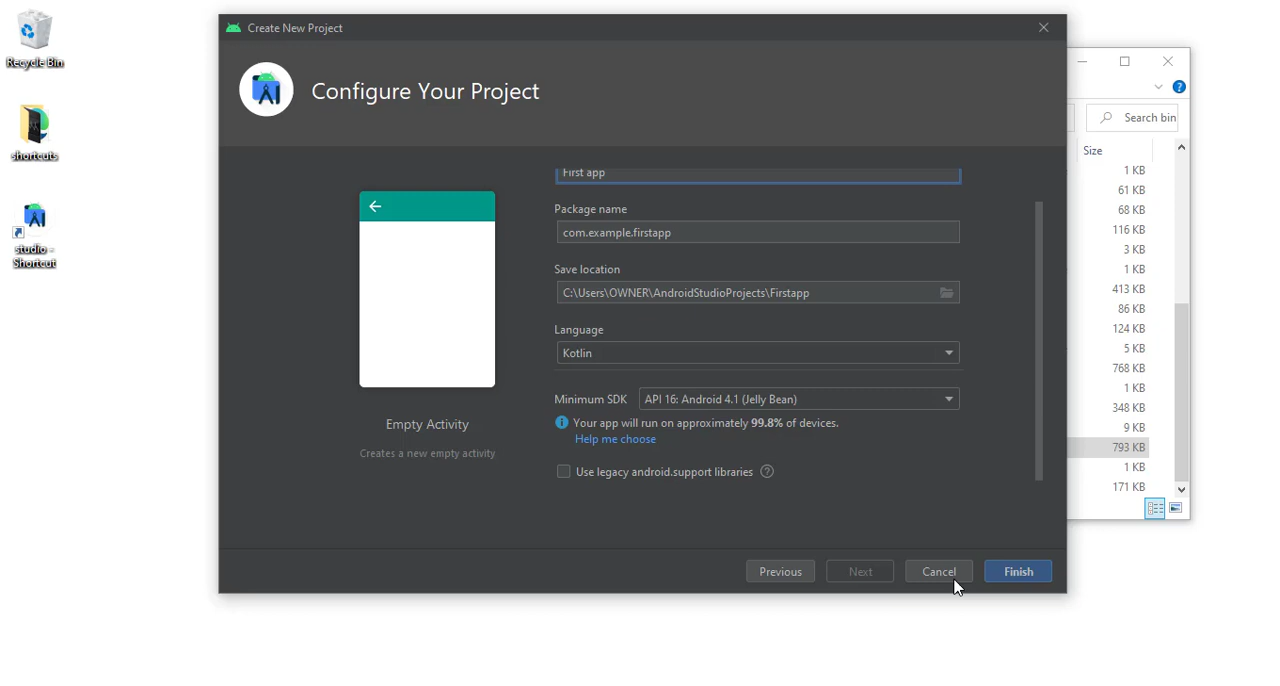 Recycle Bin
shortcuts
studio -
Shortcut
Create New Project
Configure Your Project
First app
Package name
com.example.firstapp
Save location
C:\Users\OWNER\AndroidStudioProjects\Firstapp
Language
Kotlin
Minimum SDK
API 16: Android 4.1 (Jelly Bean)
Your app will run on approximately 99.8% of devices.
Help me choose
Use legacy android.support libraries
Empty Activity
Creates a new empty activity
Previous
Next
Cancel
Finish
Search bin
Size
1 KB
61 KB
68 KB
116 KB
3 KB
1 KB
413 KB
86 KB
124 KB
5 KB
768 KB
1 KB
348 KB
9 KB
793 KB
1 KB
171 KB